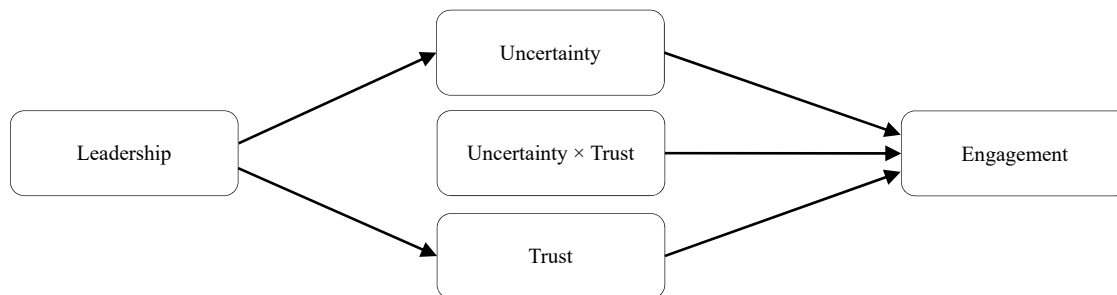 Uncertainty
Leadership
Uncertainty × Trust
Engagement
Trust